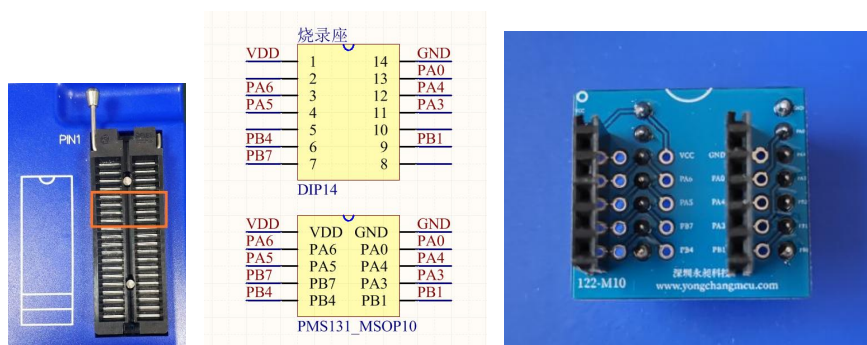 PIN1
烧录座
VDD 1 14 GND
2 13 PA0
PA6 3 12 PA4
PA5 4 11 PA3
5 10
PB4 6 9 PB1
PB7 7 8
DIP14
VDD VDD GND GND
PA6 PA6 PA0 PA0
PA5 PA5 PA4 PA4
PB7 PB7 PA3 PA3
PB4 PB4 PB1 PB1
PMS131_MSOP10
VCC GND
PA6 PA0
PA5 PA4
PB7 PA3
PB4 PB1
122-M10
www.yongchangmcu.com